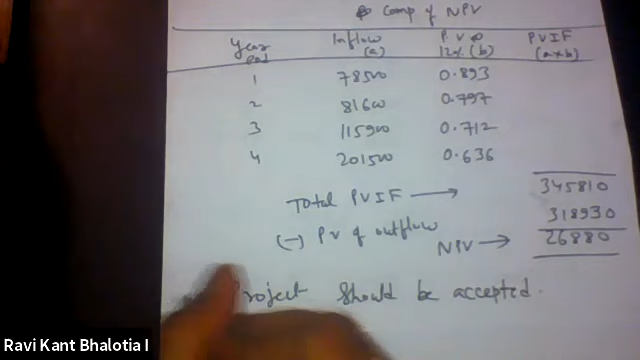 Comp of NPV
Year Inflow P.V @ PVIF
(a) 12% (b) (axb)
1 78500 0.893
2 81600 0.797
3 115900 0.712
4 201500 0.636
Total PVIF → 345810
(-) PV of outflow 318930
NPV → 26880
Project should be accepted.
Ravi Kant Bhalotia I